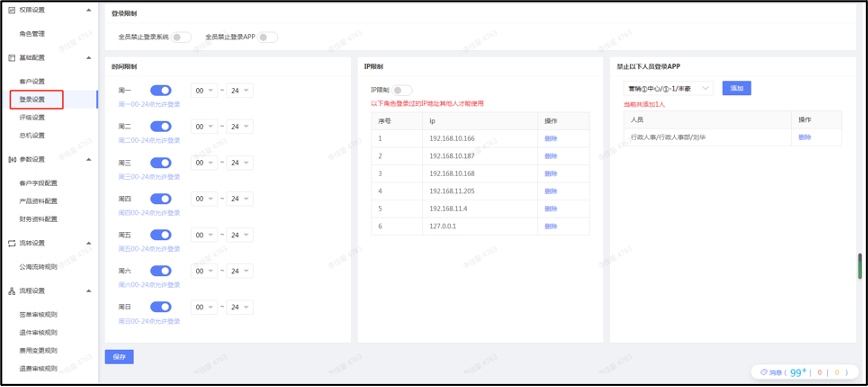 权限设置
角色管理
基础配置
客户设置
登录设置
评级设置
总机设置
参数设置
客户字段配置
产品资料配置
财务资料配置
流转设置
公海流转规则
流程设置
签单审核规则
退件审核规则
费用变更规则
退费审核规则
登录限制
全员禁止登录系统 全员禁止登录APP
时间限制
周一 00 ~ 24
周一00-24点允许登录
周二 00 ~ 24
周二00-24点允许登录
周三 00 ~ 24
周三00-24点允许登录
周四 00 ~ 24
周四00-24点允许登录
周五 00 ~ 24
周五00-24点允许登录
周六 00 ~ 24
周六00-24点允许登录
周日 00 ~ 24
周日00-24点允许登录
保存
IP限制
IP限制
以下角色登录过的IP地址其他人才能使用
序号 ip 操作
1 192.168.10.166 删除
2 192.168.10.187 删除
3 192.168.10.168 删除
4 192.168.11.205 删除
5 192.168.11.4 删除
6 127.0.0.1 删除
禁止以下人员登录APP
营销①中心/①-1/ 添加
当前共添加1人
人员 操作
行政人事/行政人事部/刘华 删除
消息 ( 99+ | 0 | 0 )